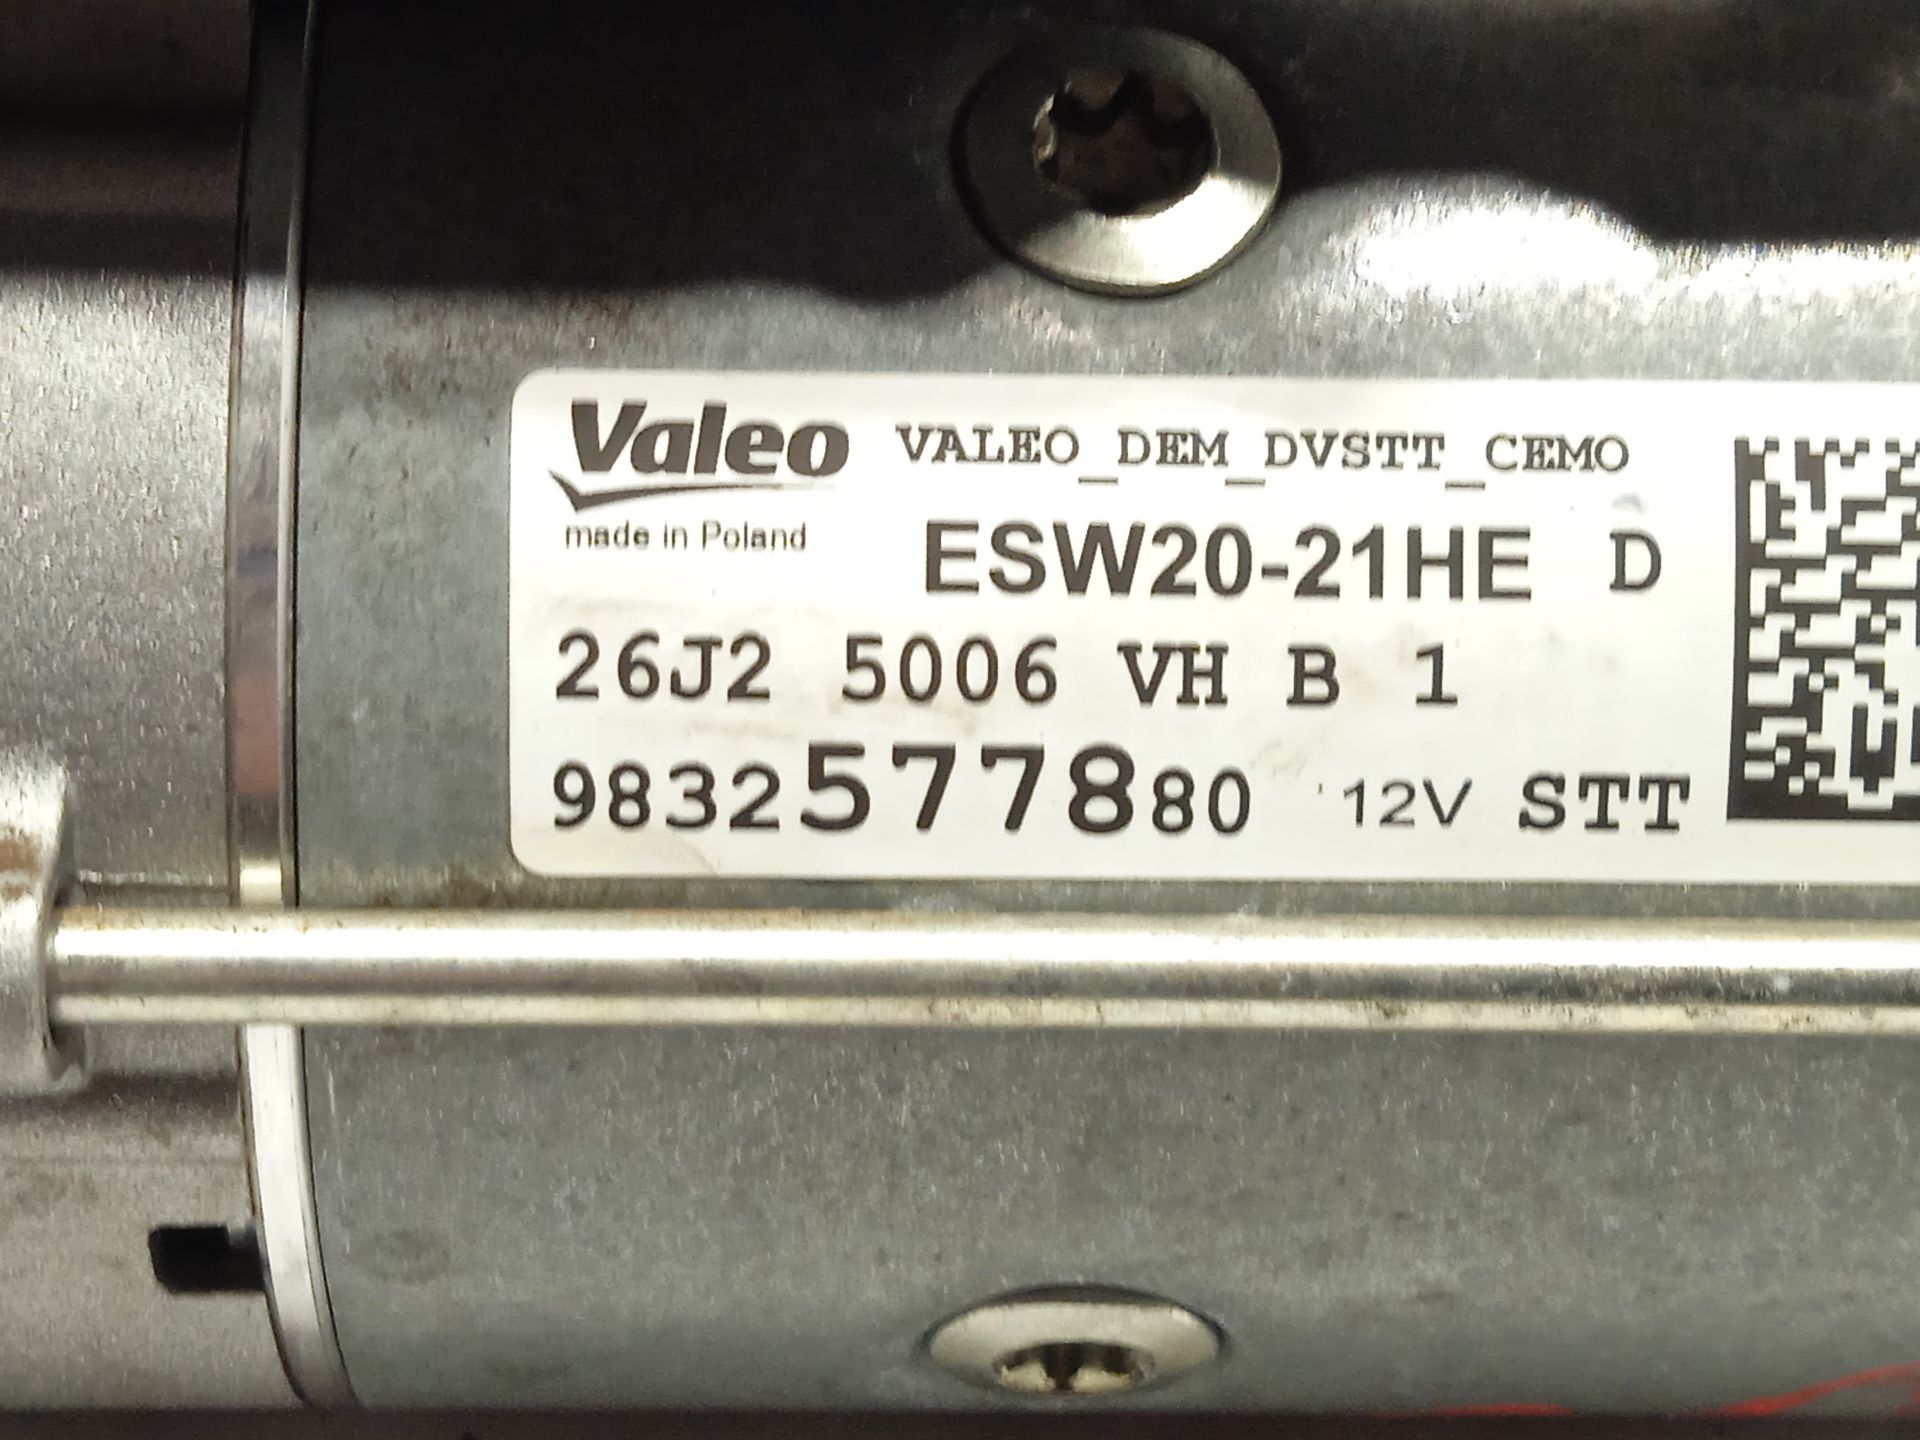 Valeo VALEO_DEM_DVSTT_CEMO
made in Poland ESW20-21HE D
26J2 5006 VH B 1
9832577880 12V STT